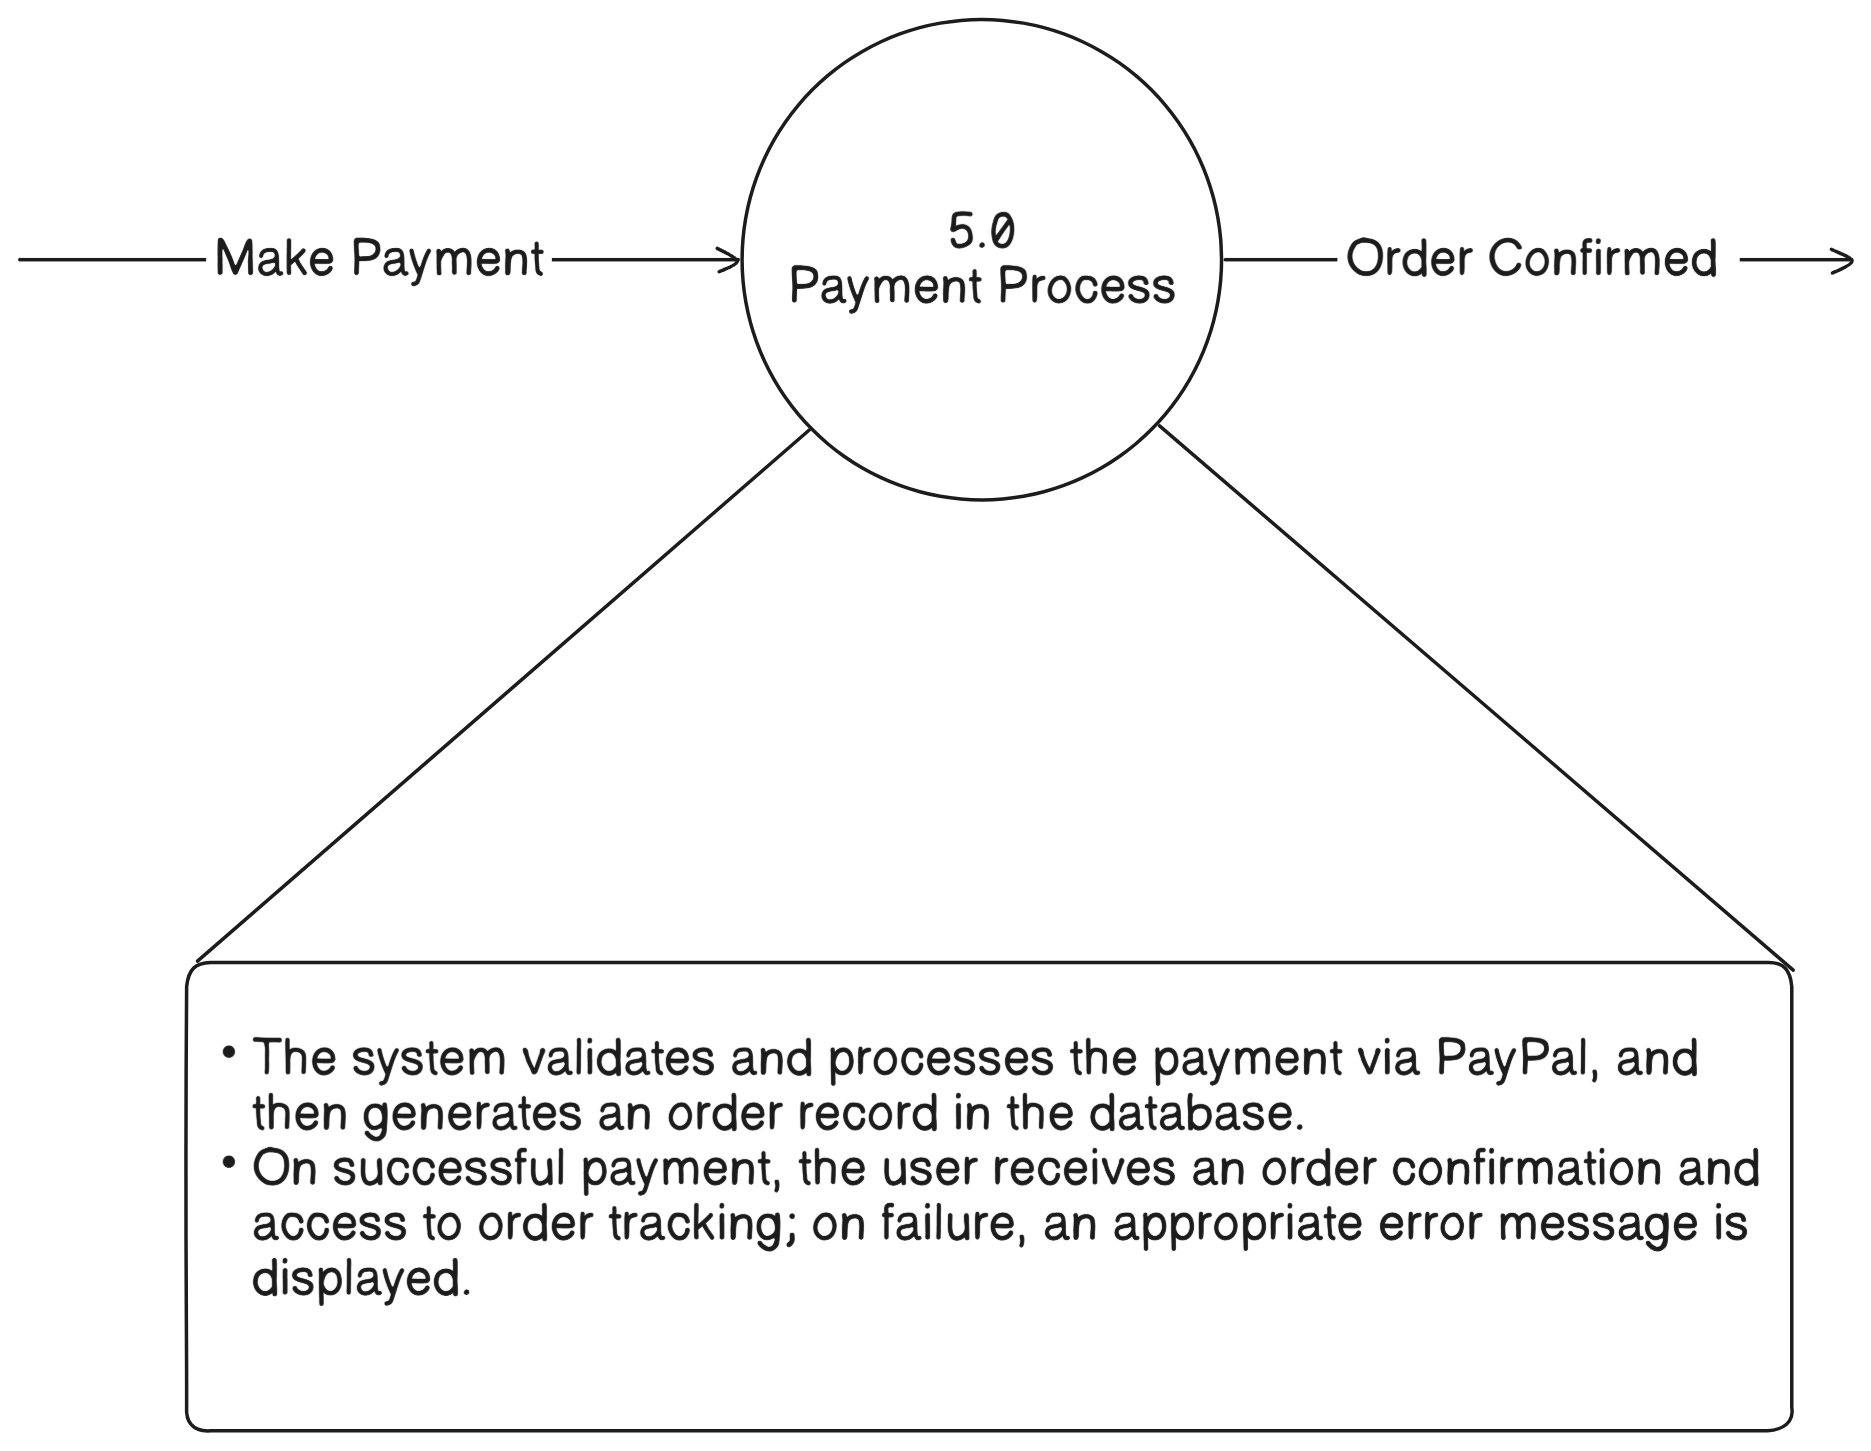 Make Payment
5.0
Payment Process
Order Confirmed
• The system validates and processes the payment via PayPal, and
then generates an order record in the database.
• On successful payment, the user receives an order confirmation and
access to order tracking; on failure, an appropriate error message is
displayed.